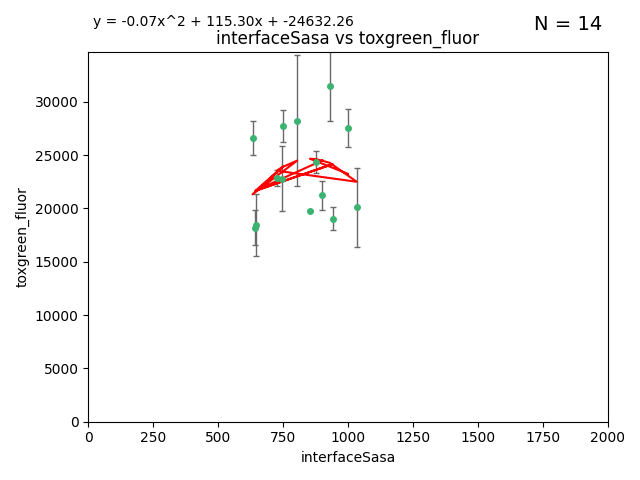 y = -0.07x^2 + 115.30x + -24632.26
N = 14
interfaceSasa vs toxgreen_fluor
30000
25000
20000
15000
10000
5000
0
toxgreen_fluor
0 250 500 750 1000 1250 1500 1750 2000
interfaceSasa